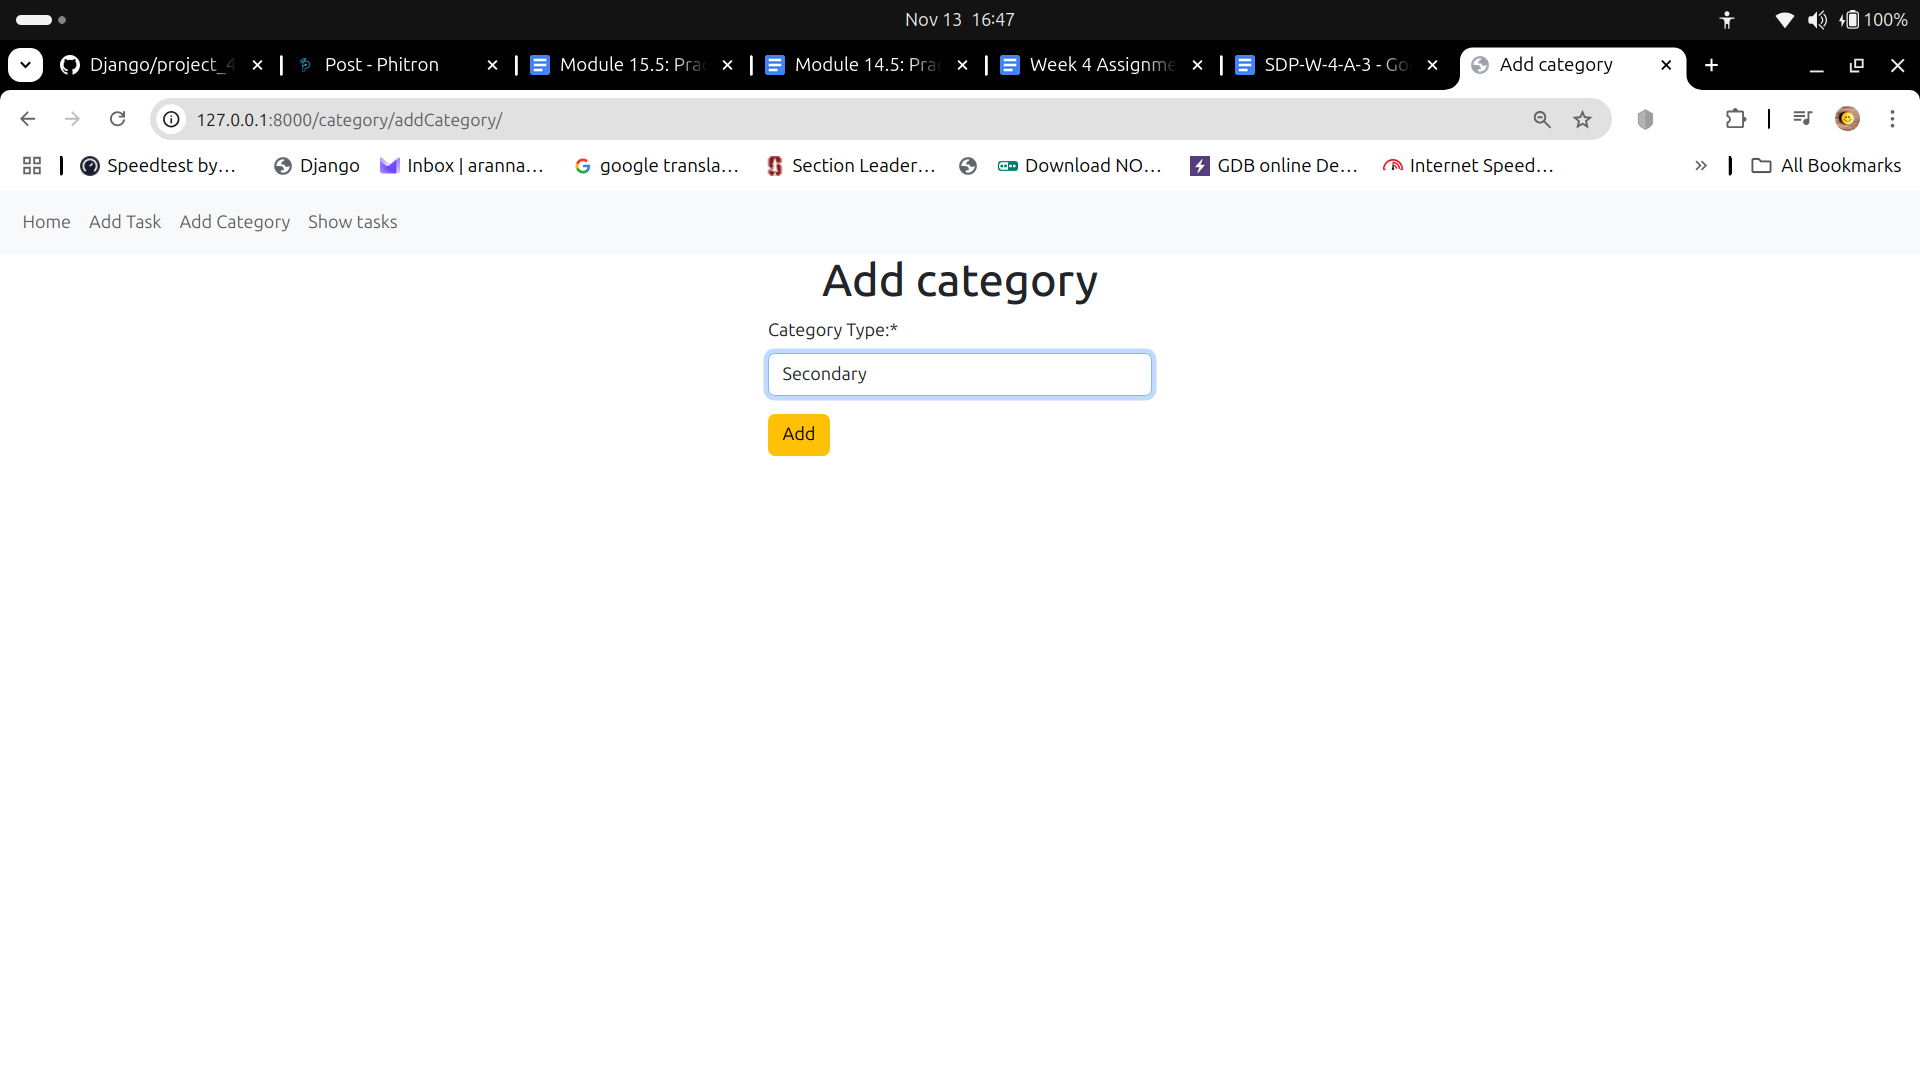 Nov 13 16:47
100%
Django/project_4
Post - Phitron
Module 15.5: Prac
Module 14.5: Prac
Week 4 Assignme
SDP-W-4-A-3 - Go
Add category
127.0.0.1:8000/category/addCategory/
Speedtest by...
Django
Inbox | aranna...
google transla...
Section Leader...
Download NO...
GDB online De...
Internet Speed...
All Bookmarks
Home Add Task Add Category Show tasks
Add category
Category Type:*
Secondary
Add